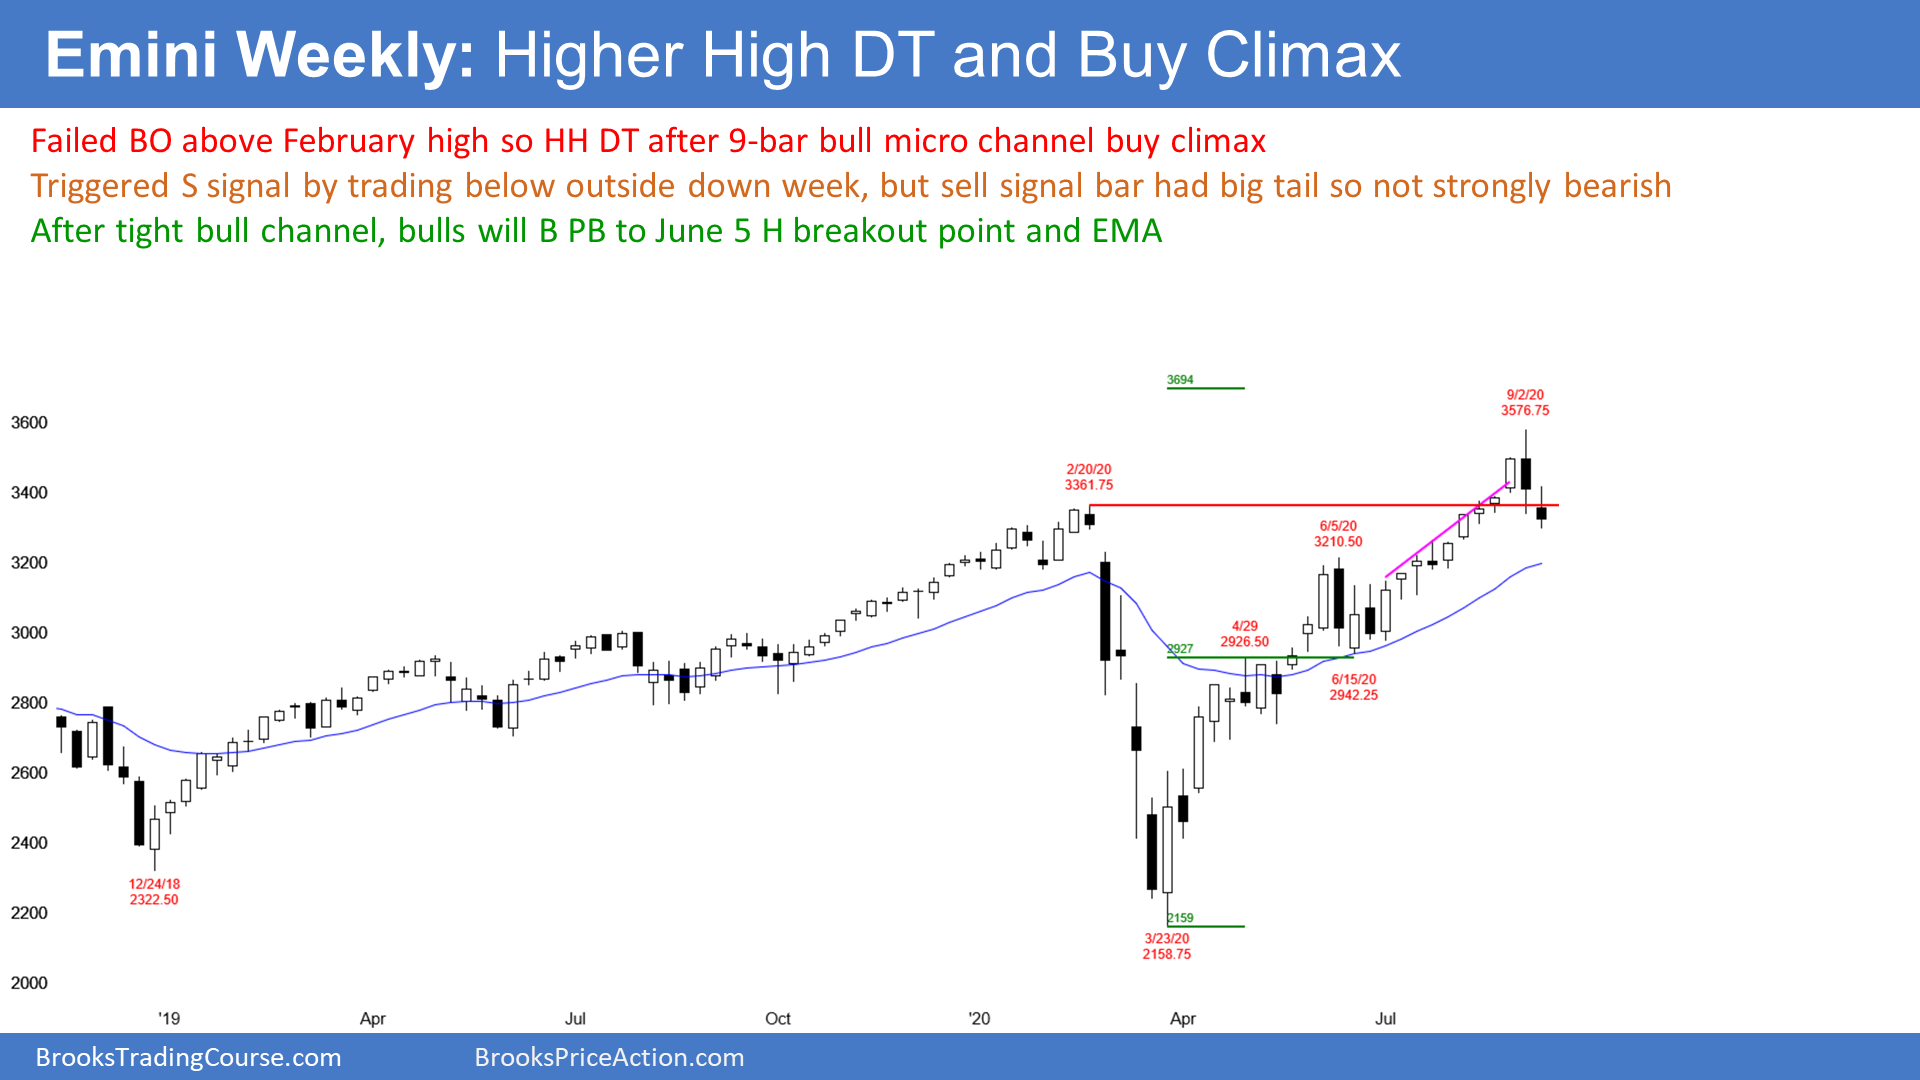 Emini Weekly: Higher High DT and Buy Climax
Failed BO above February high so HH DT after 9-bar bull micro channel buy climax
Triggered S signal by trading below outside down week, but sell signal bar had big tail so not strongly bearish
After tight bull channel, bulls will B PB to June 5 H breakout point and EMA
3694
9/2/20
3576.75
3600
2/20/20
3361.75
3400
6/5/20
3210.50
3200
4/29
2926.50
3000
2927
6/15/20
2942.25
2800
2600
2400
12/24/18
2322.50
2200
2159
3/23/20
2158.75
2000
'19
Apr
Jul
Oct
'20
Apr
Jul
BrooksTradingCourse.com
BrooksPriceAction.com